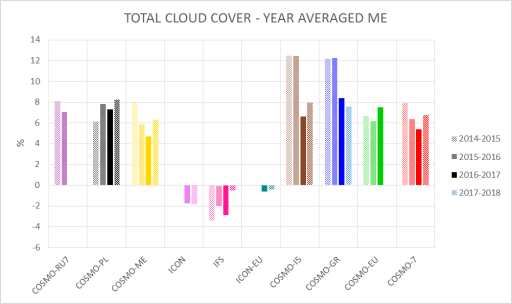 TOTAL CLOUD COVER - YEAR AVERAGED ME
14
12
10
8
6
4
2
0
-2
-4
-6
%
COSMO-RU7
COSMO-PL
COSMO-ME
ICON
IFS
ICON-EU
COSMO-I5
COSMO-GR
COSMO-EU
COSMO-7
2014-2015
2015-2016
2016-2017
2017-2018